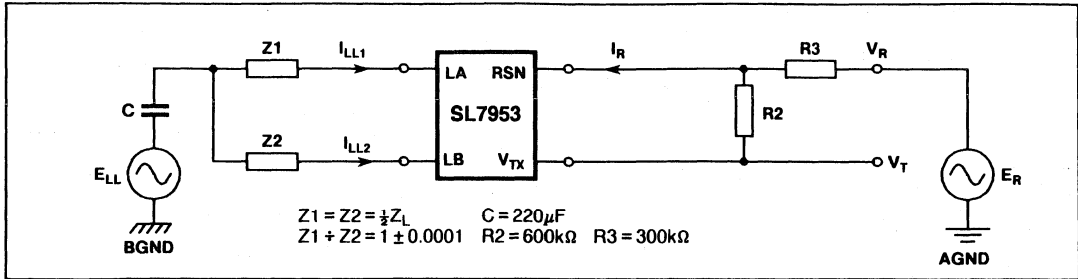 Z1 I_LL1 I_R R3 V_R
LA RSN
C SL7953 R2
Z2 I_LL2
LB V_TX V_T
E_LL E_R
Z1 = Z2 = ½Z_L C = 220µF
Z1 ÷ Z2 = 1 ± 0.0001 R2 = 600kΩ R3 = 300kΩ
BGND AGND